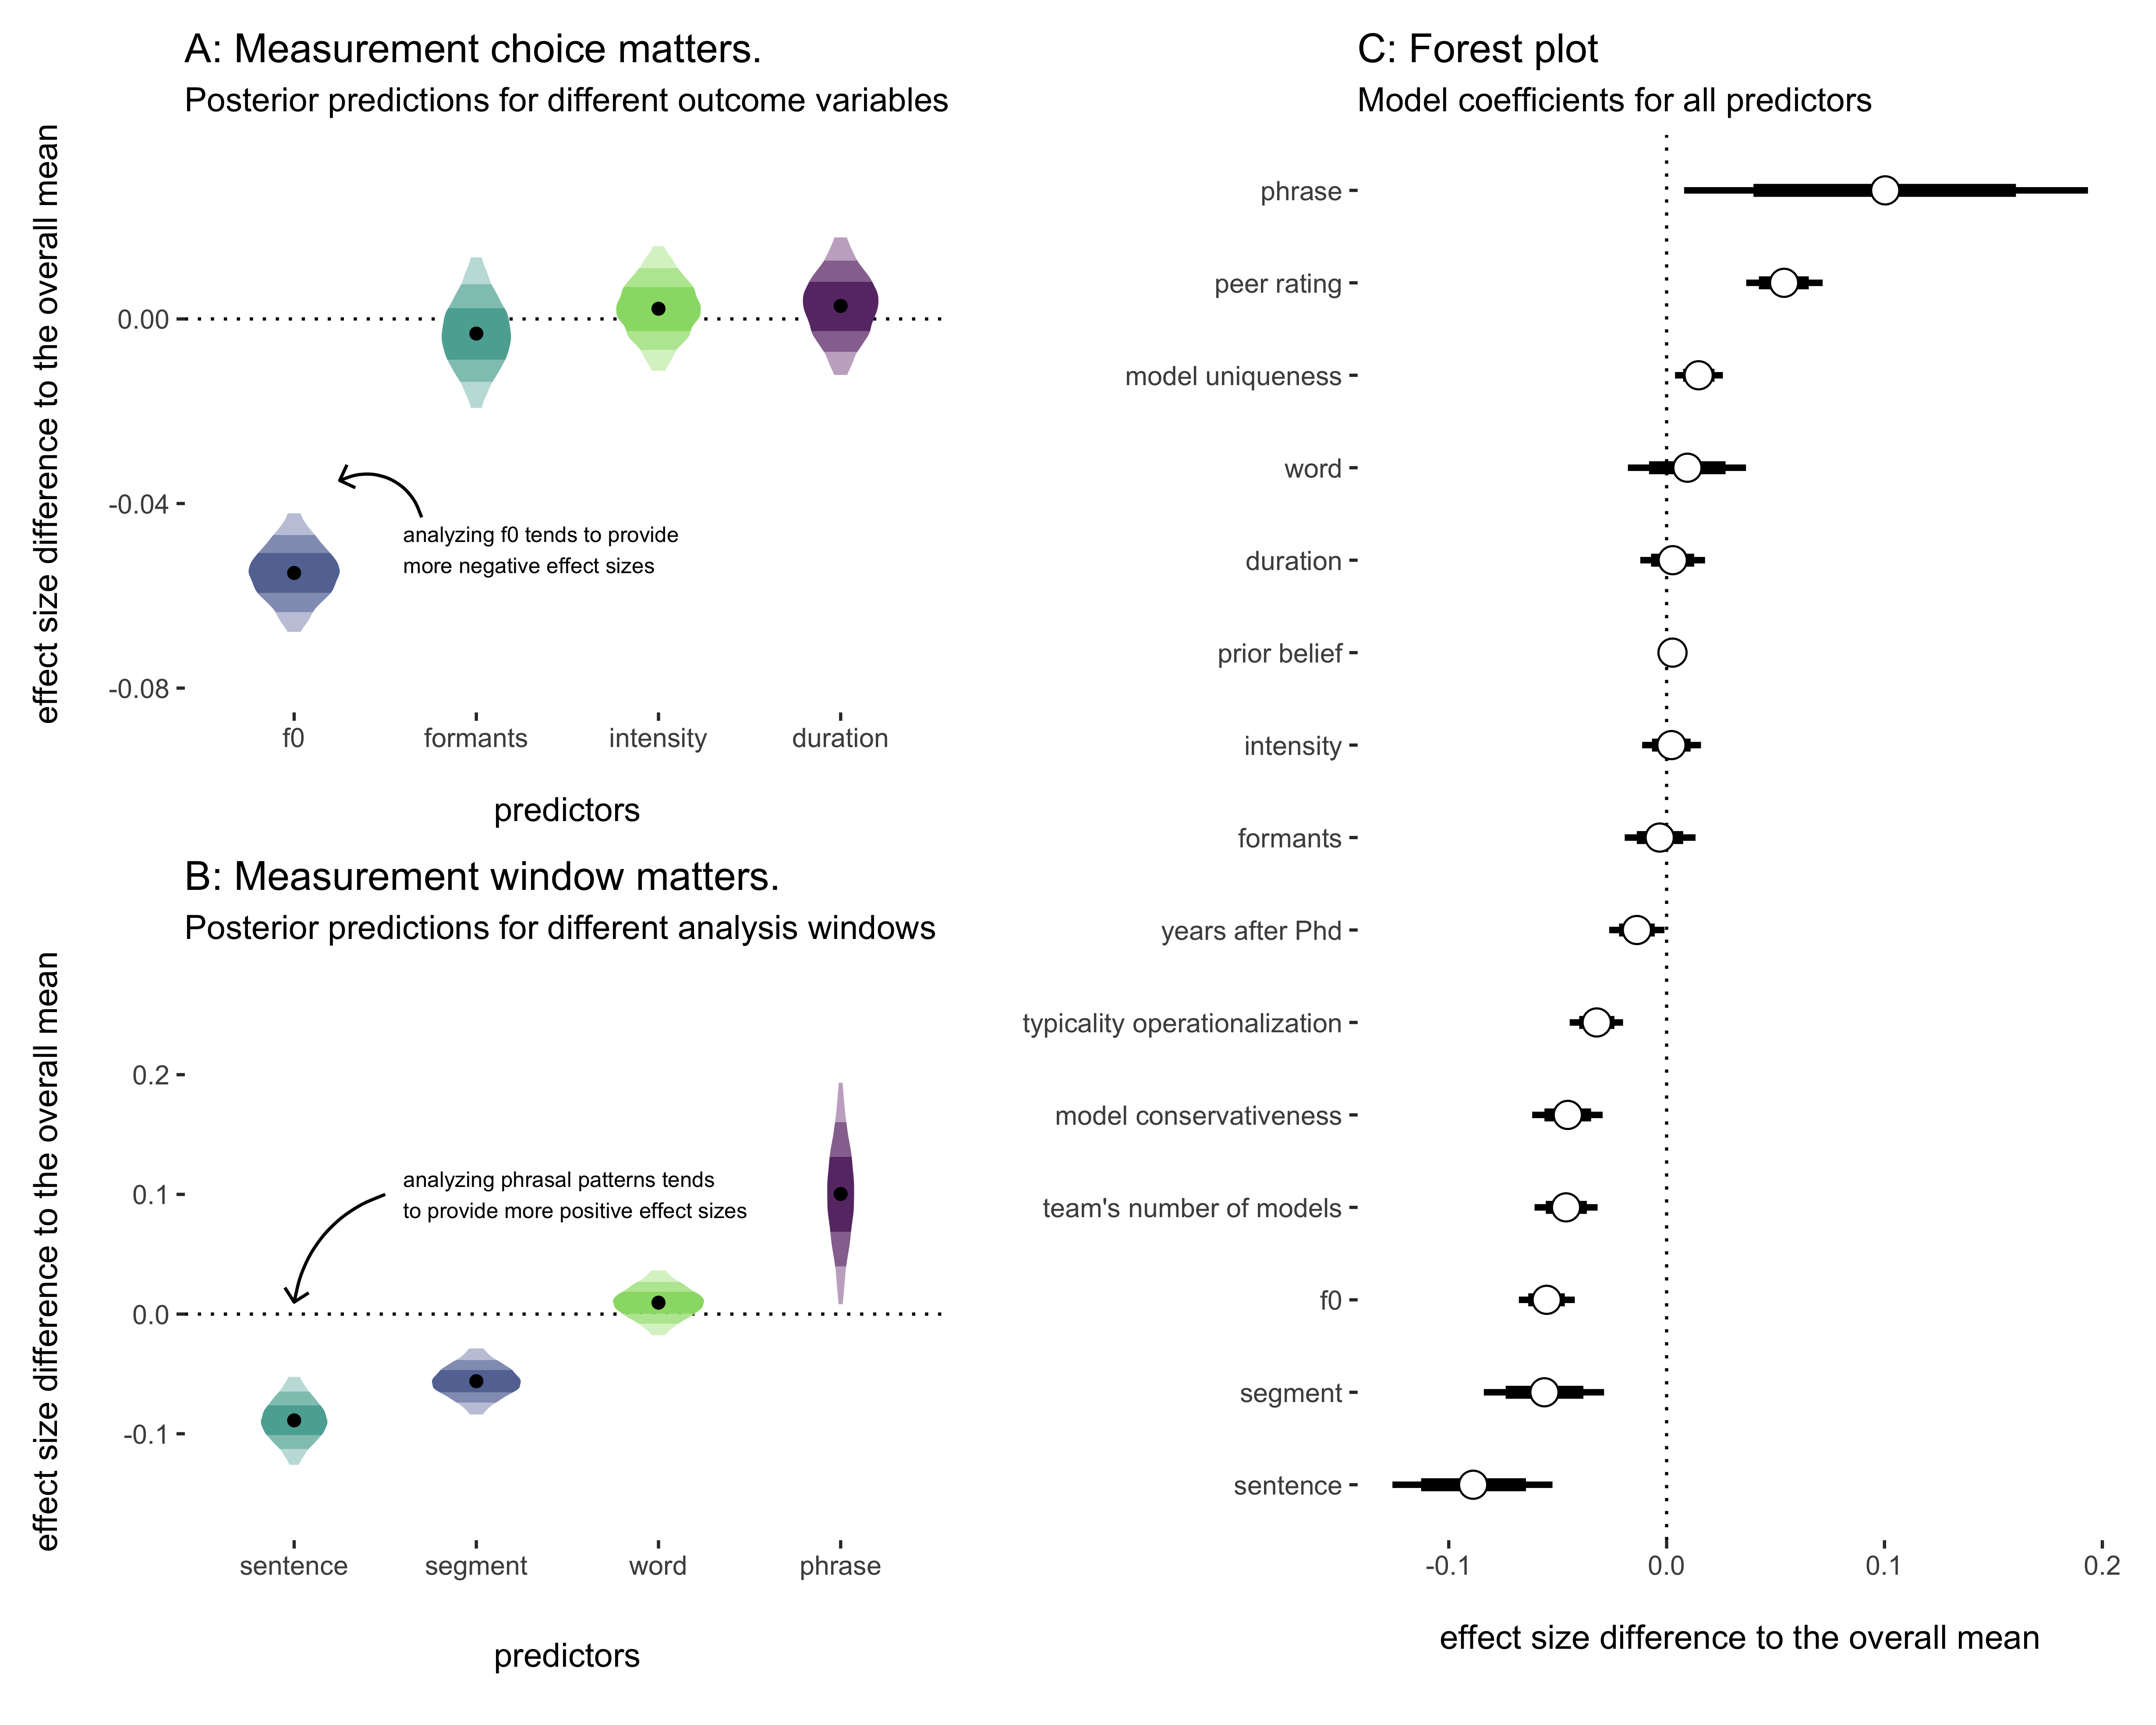 A: Measurement choice matters.
Posterior predictions for different outcome variables
effect size difference to the overall mean
0.00
-0.04
-0.08
analyzing f0 tends to provide
more negative effect sizes
f0
formants
intensity
duration
predictors
B: Measurement window matters.
Posterior predictions for different analysis windows
effect size difference to the overall mean
0.2
0.1
0.0
-0.1
analyzing phrasal patterns tends
to provide more positive effect sizes
sentence
segment
word
phrase
predictors
C: Forest plot
Model coefficients for all predictors
phrase
peer rating
model uniqueness
word
duration
prior belief
intensity
formants
years after Phd
typicality operationalization
model conservativeness
team's number of models
f0
segment
sentence
-0.1
0.0
0.1
0.2
effect size difference to the overall mean